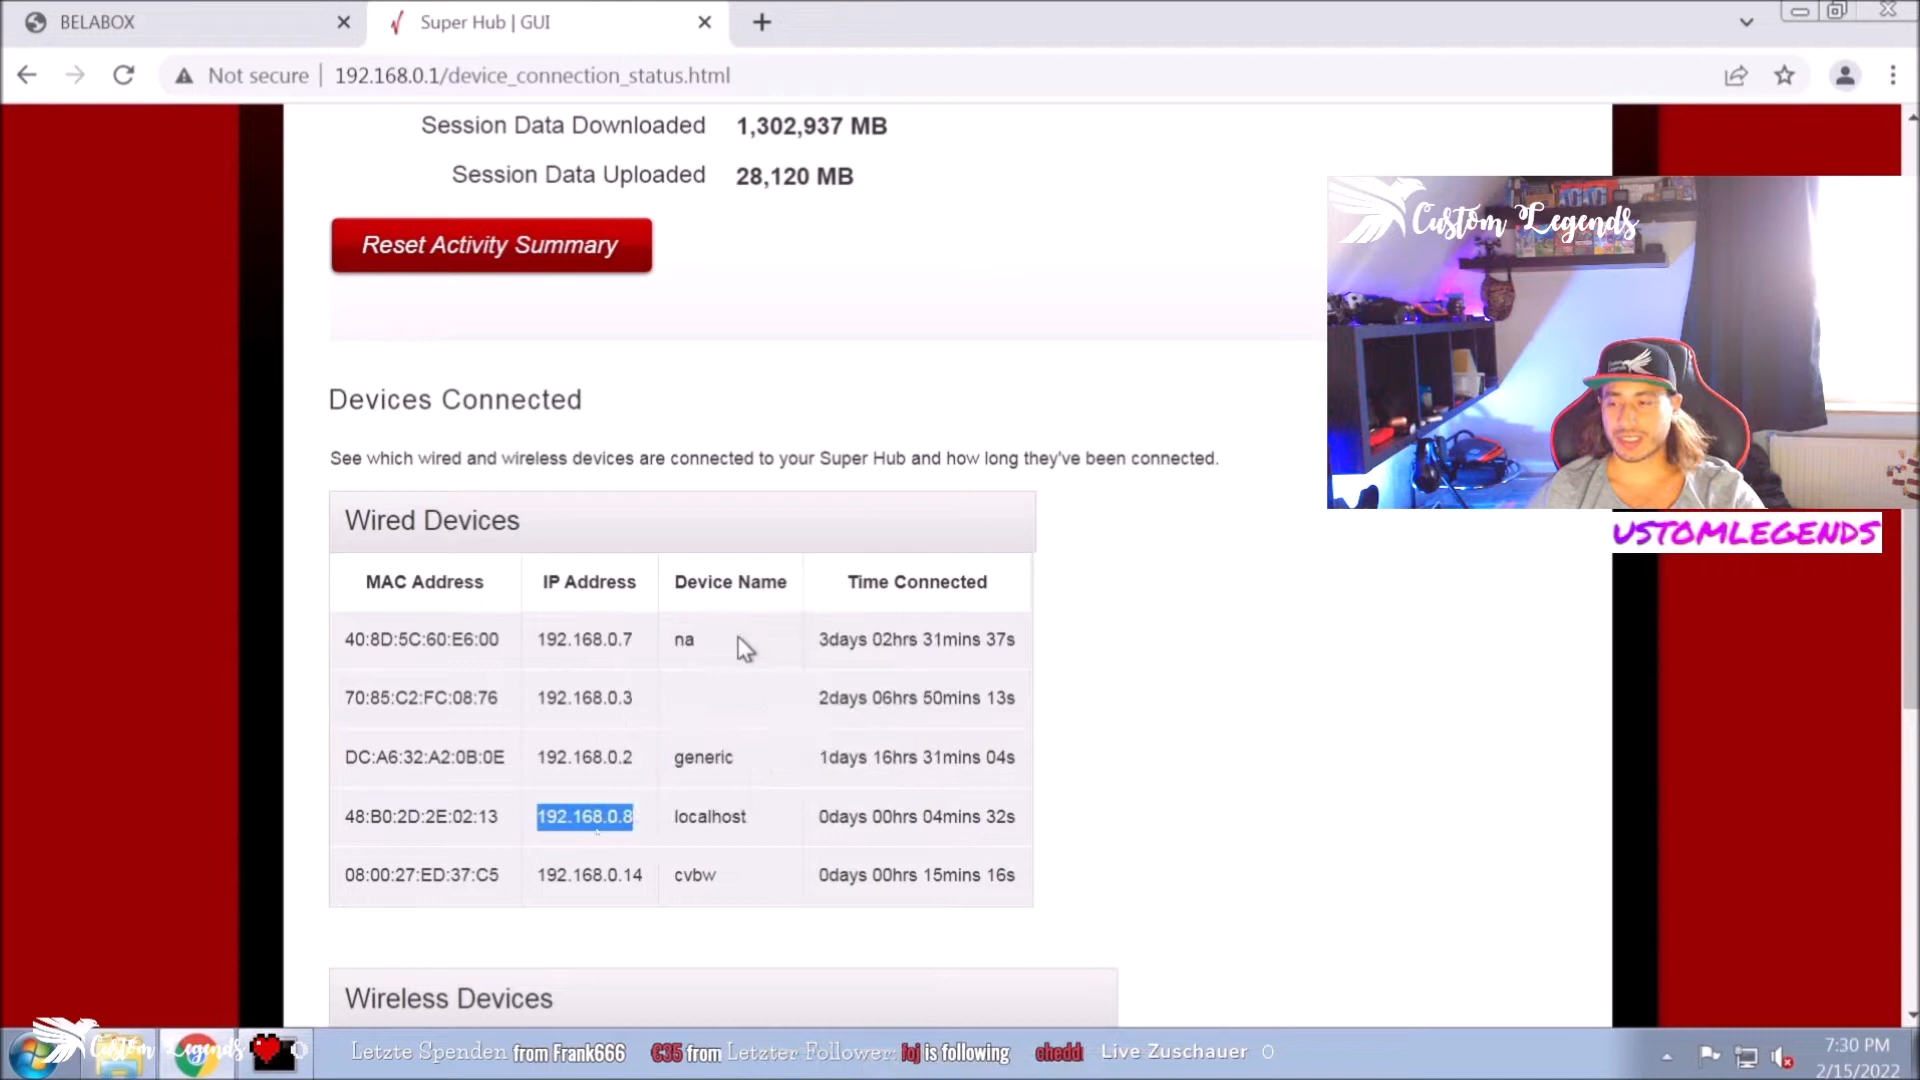 BELABOX
Super Hub | GUI
Not secure | 192.168.0.1/device_connection_status.html
Session Data Downloaded 1,302,937 MB
Session Data Uploaded 28,120 MB
Reset Activity Summary
Custom Legends
USTOMLEGENDS
Devices Connected
See which wired and wireless devices are connected to your Super Hub and how long they've been connected.
Wired Devices
MAC Address IP Address Device Name Time Connected
40:8D:5C:60:E6:00 192.168.0.7 na 3days 02hrs 31mins 37s
70:85:C2:FC:08:76 192.168.0.3 2days 06hrs 50mins 13s
DC:A6:32:A2:0B:0E 192.168.0.2 generic 1days 16hrs 31mins 04s
48:B0:2D:2E:02:13 192.168.0.8 localhost 0days 00hrs 04mins 32s
08:00:27:ED:37:C5 192.168.0.14 cvbw 0days 00hrs 15mins 16s
Wireless Devices
Custom Legends 0 Letzte Spenden from Frank666 €35 from Letzter Follower: foj is following chedd! Live Zuschauer 0
7:30 PM
2/15/2022